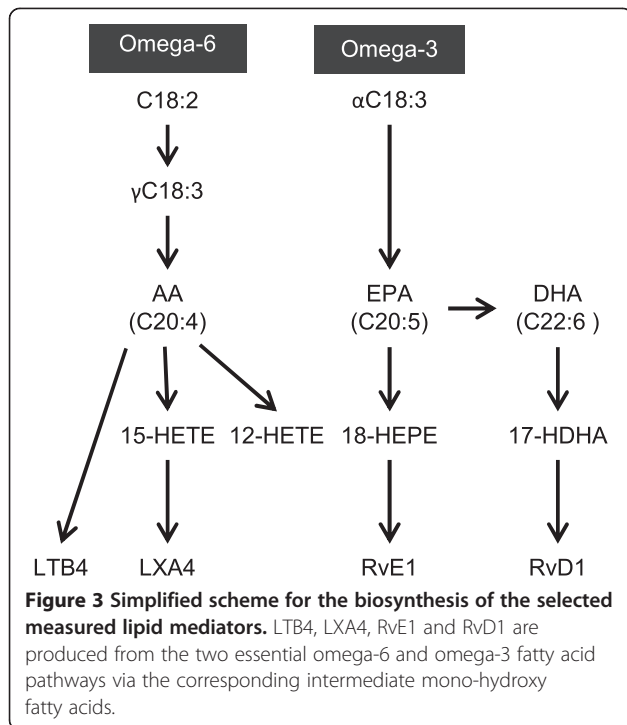 Omega-6 Omega-3
C18:2 αC18:3
γC18:3
AA EPA DHA
(C20:4) (C20:5) (C22:6 )
15-HETE 12-HETE 18-HEPE 17-HDHA
LTB4 LXA4 RvE1 RvD1
Figure 3 Simplified scheme for the biosynthesis of the selected
measured lipid mediators. LTB4, LXA4, RvE1 and RvD1 are
produced from the two essential omega-6 and omega-3 fatty acid
pathways via the corresponding intermediate mono-hydroxy
fatty acids.